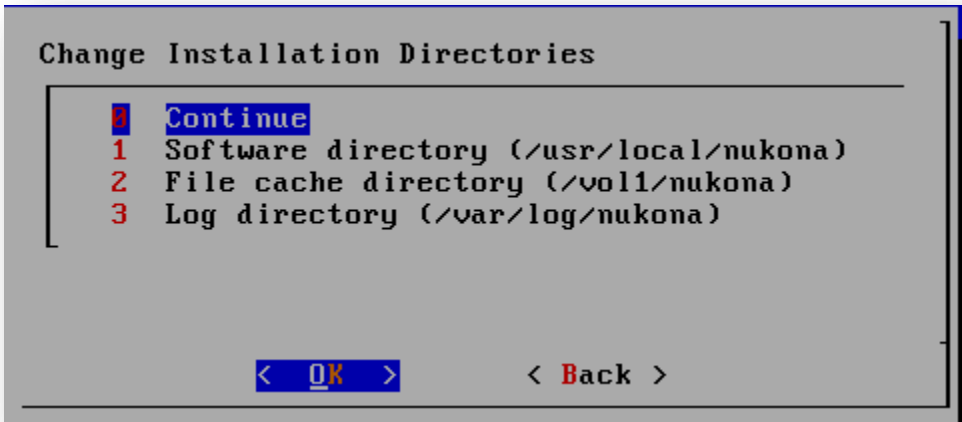 Change Installation Directories
0 Continue
1 Software directory (/usr/local/nukona)
2 File cache directory (/vol1/nukona)
3 Log directory (/var/log/nukona)
< OK > < Back >